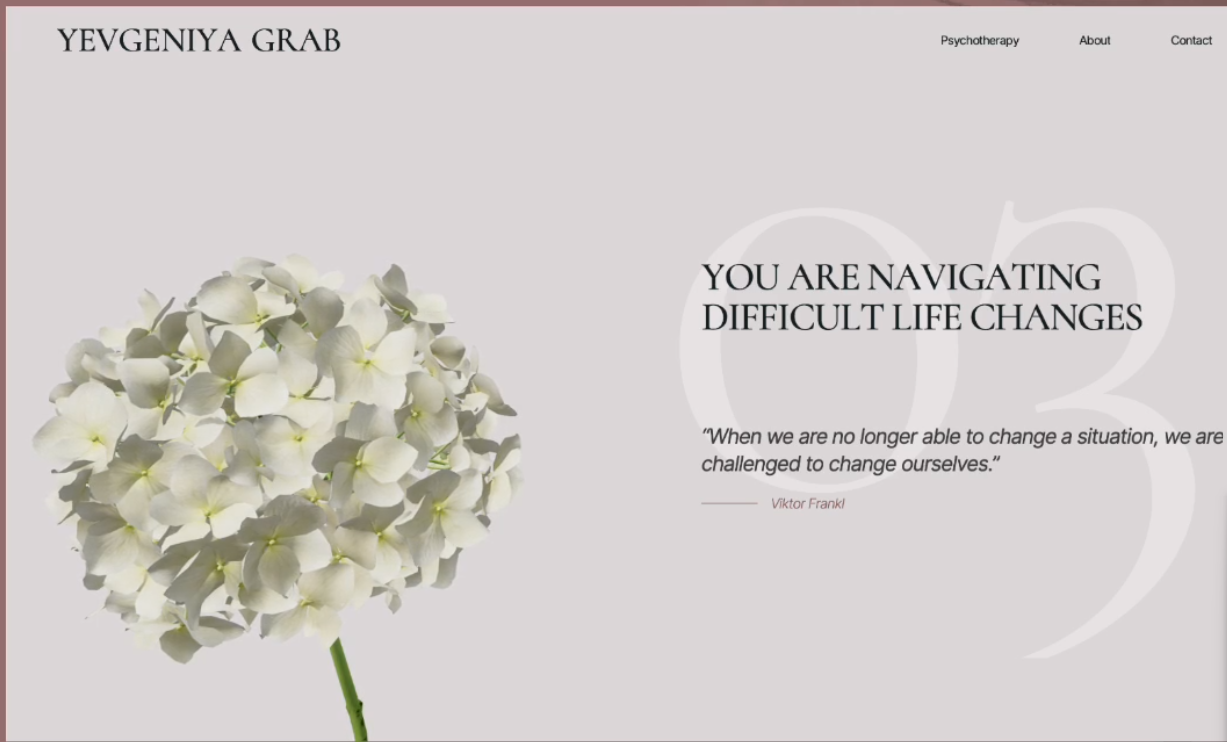 YEVGENIYA GRAB
Psychotherapy
About
Contact
03
YOU ARE NAVIGATING
DIFFICULT LIFE CHANGES
“When we are no longer able to change a situation, we are
challenged to change ourselves.”
Viktor Frankl